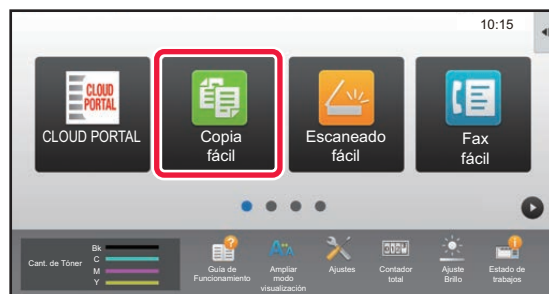 10:15
CLOUD
PORTAL
CLOUD PORTAL
Copia
fácil
Escaneado
fácil
Fax
fácil
Cant. de Tóner
Bk
C
M
Y
Guía de
Funcionamiento
Ampliar
modo
visualización
Ajustes
Contador
total
Ajuste
Brillo
Estado de
trabajos